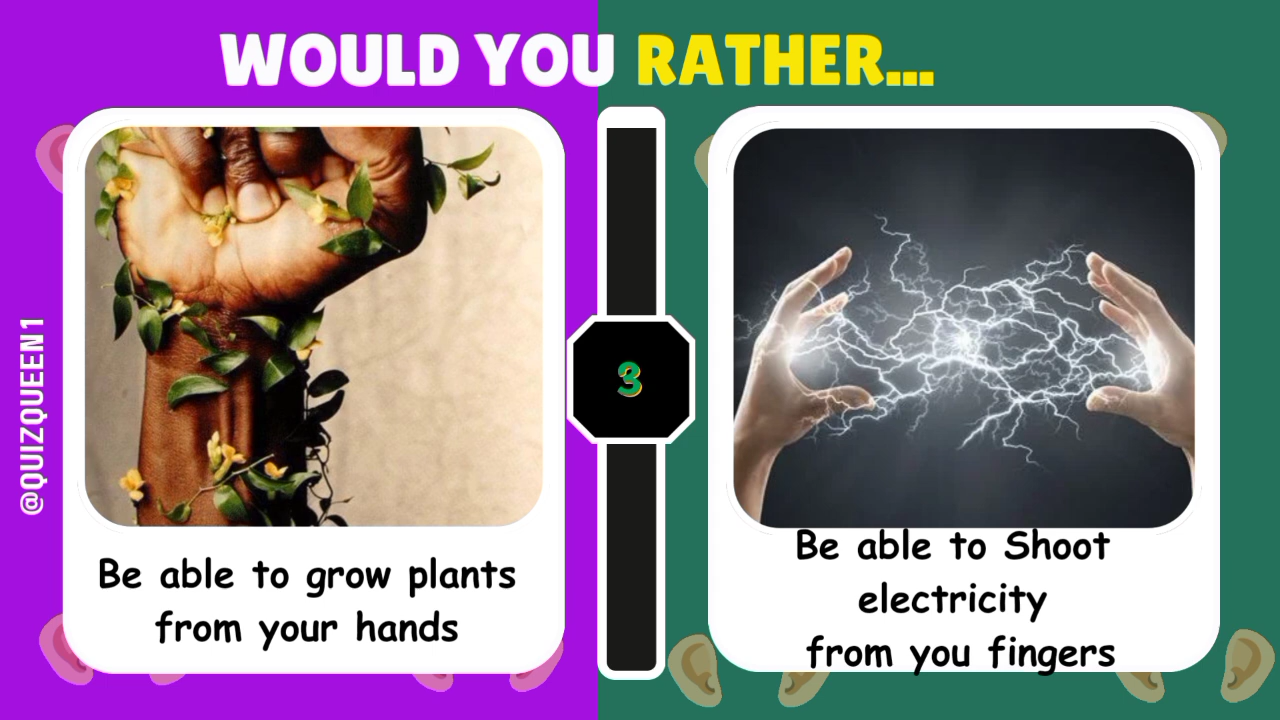 WOULD YOU RATHER...
@QUIZQUEEN1
3
Be able to grow plants
from your hands
Be able to Shoot
electricity
from you fingers